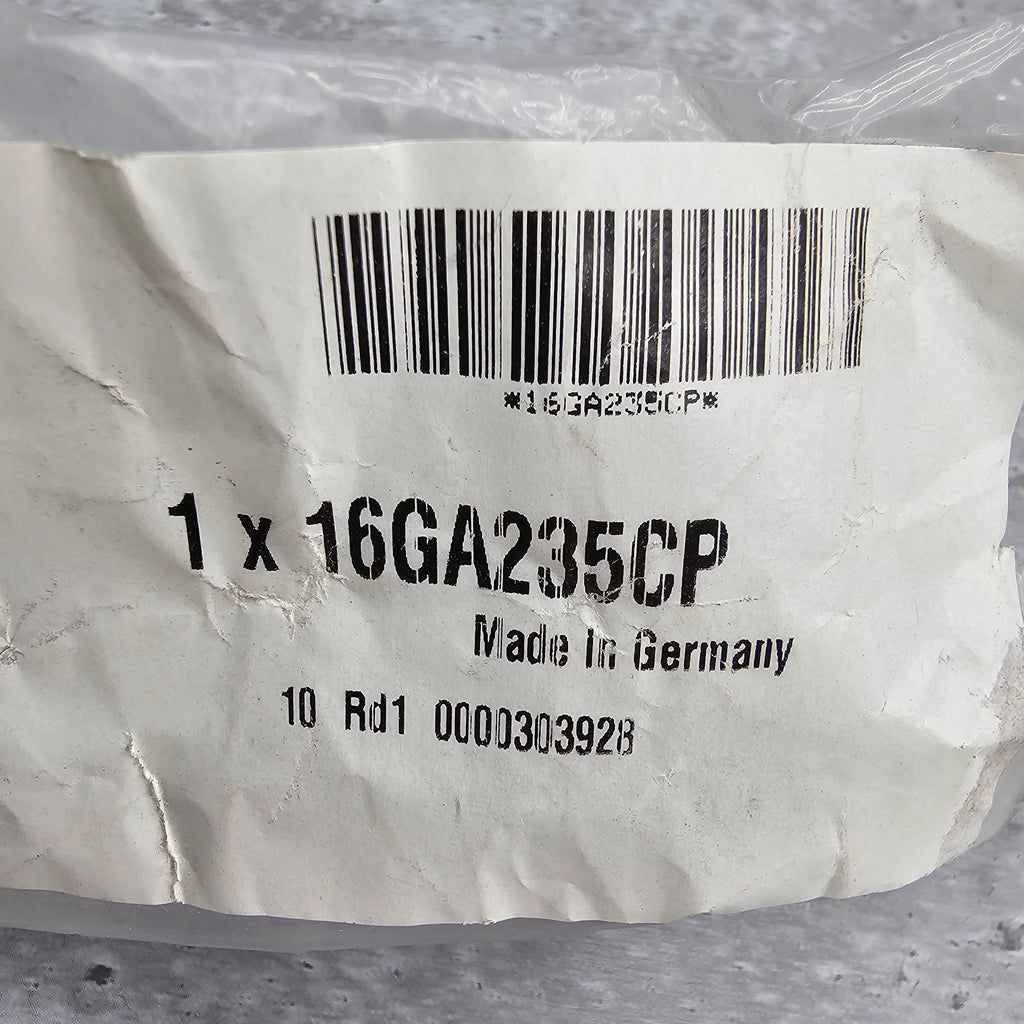 *16GA235CP*
1 x 16GA235CP
Made in Germany
10 Rd1 0000303928